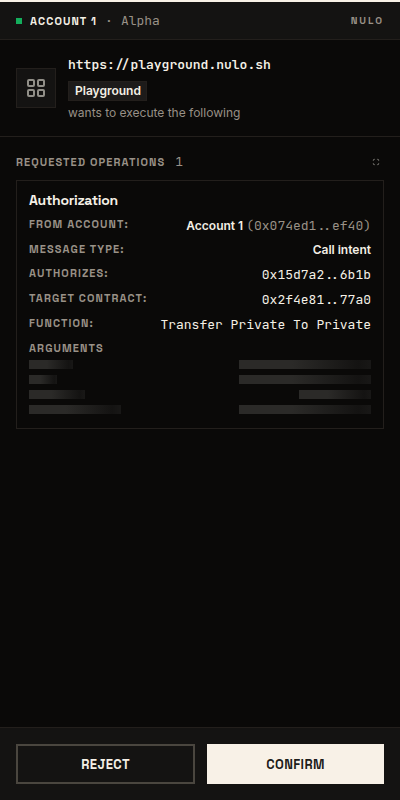 ACCOUNT 1 · Alpha NULO
https://playground.nulo.sh
Playground
wants to execute the following
REQUESTED OPERATIONS 1
Authorization
FROM ACCOUNT: Account 1 (0x074ed1..ef40)
MESSAGE TYPE: Call intent
AUTHORIZES: 0x15d7a2..6b1b
TARGET CONTRACT: 0x2f4e81..77a0
FUNCTION: Transfer Private To Private
ARGUMENTS
REJECT CONFIRM